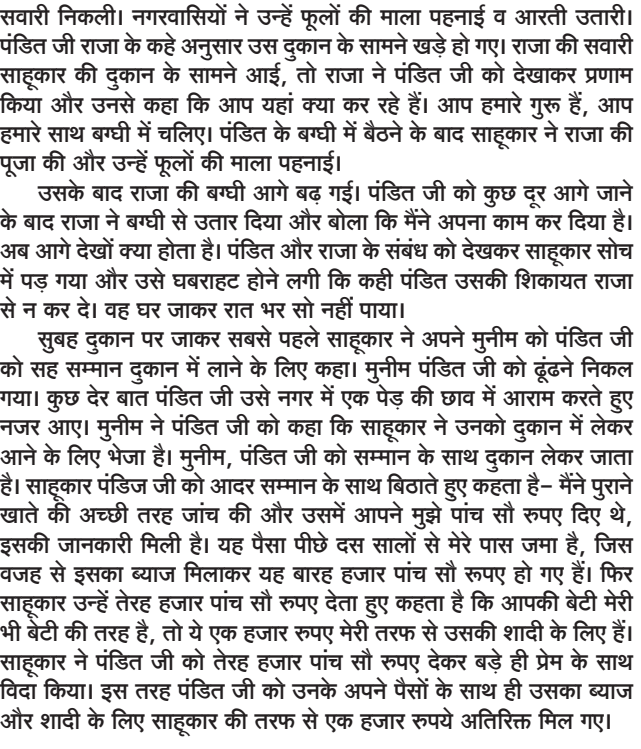 सवारी निकली। नगरवासियों ने उन्हें फूलों की माला पहनाई व आरती उतारी।
पंडित जी राजा के कहे अनुसार उस दुकान के सामने खड़े हो गए। राजा की सवारी
साहूकार की दुकान के सामने आई, तो राजा ने पंडित जी को देखाकर प्रणाम
किया और उनसे कहा कि आप यहां क्या कर रहे हैं। आप हमारे गुरू हैं, आप
हमारे साथ बग्घी में चलिए। पंडित के बग्घी में बैठने के बाद साहूकार ने राजा की
पूजा की और उन्हें फूलों की माला पहनाई।
उसके बाद राजा की बग्घी आगे बढ़ गई। पंडित जी को कुछ दूर आगे जाने
के बाद राजा ने बग्घी से उतार दिया और बोला कि मैंने अपना काम कर दिया है।
अब आगे देखों क्या होता है। पंडित और राजा के संबंध को देखकर साहूकार सोच
में पड़ गया और उसे घबराहट होने लगी कि कही पंडित उसकी शिकायत राजा
से न कर दे। वह घर जाकर रात भर सो नहीं पाया।
सुबह दुकान पर जाकर सबसे पहले साहूकार ने अपने मुनीम को पंडित जी
को सह सम्मान दुकान में लाने के लिए कहा। मुनीम पंडित जी को ढूंढने निकल
गया। कुछ देर बात पंडित जी उसे नगर में एक पेड़ की छाव में आराम करते हुए
नजर आए। मुनीम ने पंडित जी को कहा कि साहूकार ने उनको दुकान में लेकर
आने के लिए भेजा है। मुनीम, पंडित जी को सम्मान के साथ दुकान लेकर जाता
है। साहूकार पंडिज जी को आदर सम्मान के साथ बिठाते हुए कहता है– मैंने पुराने
खाते की अच्छी तरह जांच की और उसमें आपने मुझे पांच सौ रुपए दिए थे,
इसकी जानकारी मिली है। यह पैसा पीछे दस सालों से मेरे पास जमा है, जिस
वजह से इसका ब्याज मिलाकर यह बारह हजार पांच सौ रूपए हो गए हैं। फिर
साहूकार उन्हें तेरह हजार पांच सौ रुपए देता हुए कहता है कि आपकी बेटी मेरी
भी बेटी की तरह है, तो ये एक हजार रुपए मेरी तरफ से उसकी शादी के लिए हैं।
साहूकार ने पंडित जी को तेरह हजार पांच सौ रुपए देकर बड़े ही प्रेम के साथ
विदा किया। इस तरह पंडित जी को उनके अपने पैसों के साथ ही उसका ब्याज
और शादी के लिए साहूकार की तरफ से एक हजार रुपये अतिरिक्त मिल गए।